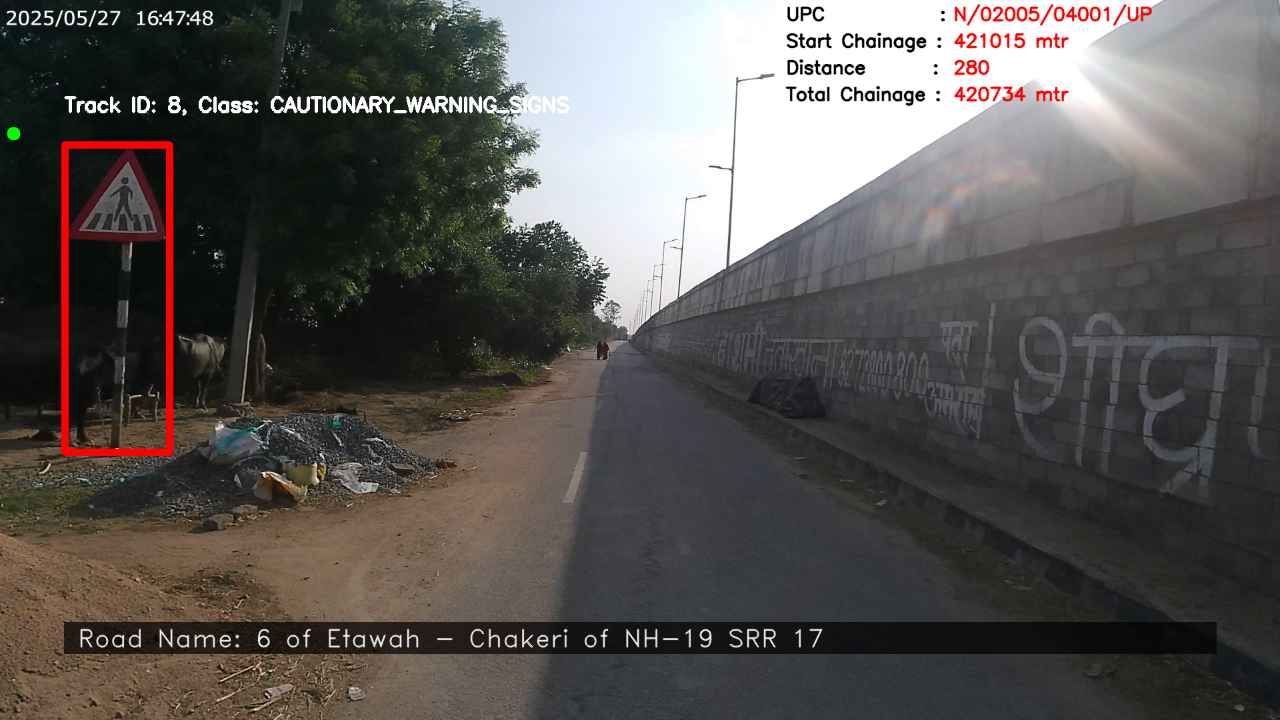 2025/05/27 16:47:48
UPC : N/02005/04001/UP
Start Chainage : 421015 mtr
Distance : 280
Total Chainage : 420734 mtr
Track ID: 8, Class: CAUTIONARY_WARNING_SIGNS
शीघ्र
Road Name: 6 of Etawah - Chakeri of NH-19 SRR 17